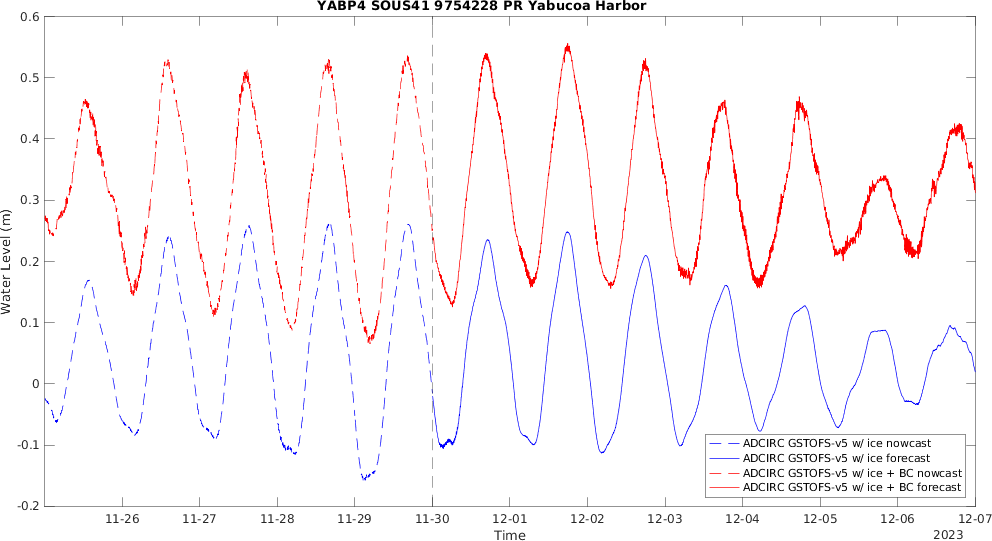 YABP4 SOUS41 9754228 PR Yabucoa Harbor
0.6
0.5
0.4
0.3
0.2
0.1
0
-0.1
-0.2
Water Level (m)
ADCIRC GSTOFS-v5 w/ ice nowcast
ADCIRC GSTOFS-v5 w/ ice forecast
ADCIRC GSTOFS-v5 w/ ice + BC nowcast
ADCIRC GSTOFS-v5 w/ ice + BC forecast
11-26 11-27 11-28 11-29 11-30 12-01 12-02 12-03 12-04 12-05 12-06 12-07
Time
2023